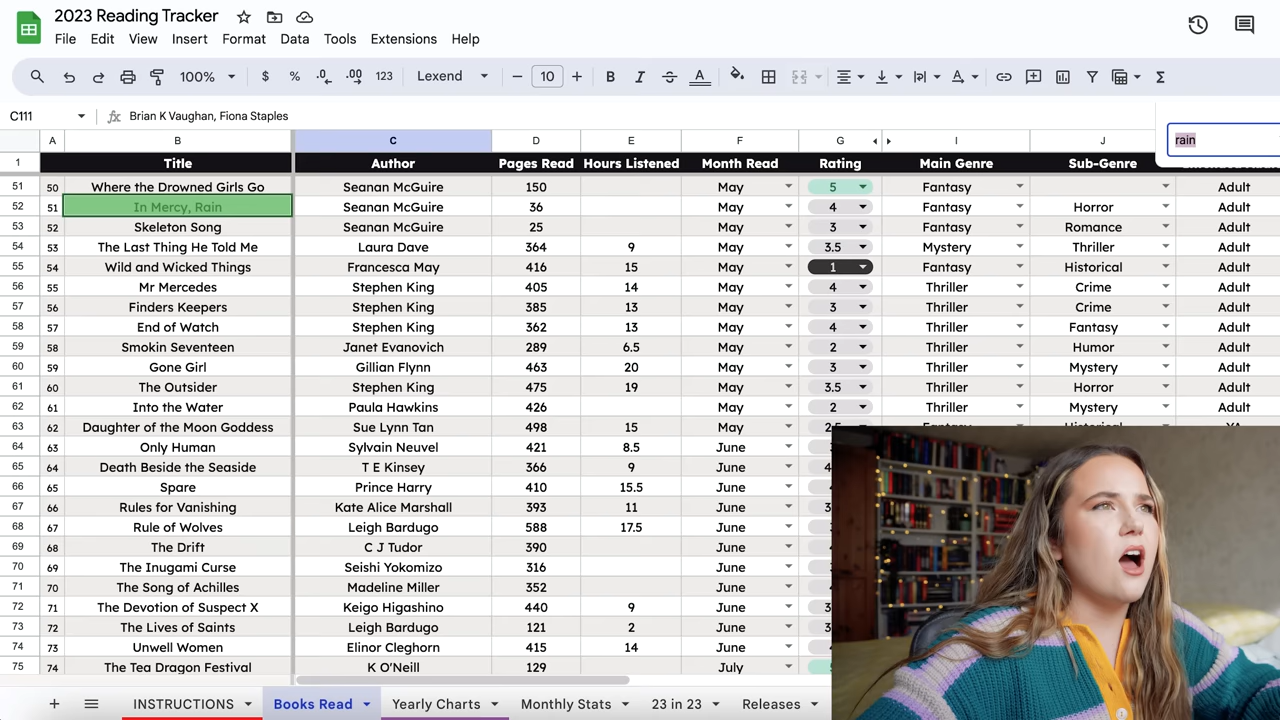 2023 Reading Tracker
File Edit View Insert Format Data Tools Extensions Help
100% $ % .0 .00 123 Lexend - 10 + B I S A Σ
C111 fx Brian K Vaughan, Fiona Staples
rain
A B C D E F G I J
1 Title Author Pages Read Hours Listened Month Read Rating Main Genre Sub-Genre
51 50 Where the Drowned Girls Go Seanan McGuire 150 May 5 Fantasy Adult
52 51 In Mercy, Rain Seanan McGuire 36 May 4 Fantasy Horror Adult
53 52 Skeleton Song Seanan McGuire 25 May 3 Fantasy Romance Adult
54 53 The Last Thing He Told Me Laura Dave 364 9 May 3.5 Mystery Thriller Adult
55 54 Wild and Wicked Things Francesca May 416 15 May 1 Fantasy Historical Adult
56 55 Mr Mercedes Stephen King 405 14 May 4 Thriller Crime Adult
57 56 Finders Keepers Stephen King 385 13 May 3 Thriller Crime Adult
58 57 End of Watch Stephen King 362 13 May 4 Thriller Fantasy Adult
59 58 Smokin Seventeen Janet Evanovich 289 6.5 May 2 Thriller Humor Adult
60 59 Gone Girl Gillian Flynn 463 20 May 3 Thriller Mystery Adult
61 60 The Outsider Stephen King 475 19 May 3.5 Thriller Horror Adult
62 61 Into the Water Paula Hawkins 426 May 2 Thriller Mystery Adult
63 62 Daughter of the Moon Goddess Sue Lynn Tan 498 15 May Fantasy Historical YA
64 63 Only Human Sylvain Neuvel 421 8.5 June
65 64 Death Beside the Seaside T E Kinsey 366 9 June
66 65 Spare Prince Harry 410 15.5 June
67 66 Rules for Vanishing Kate Alice Marshall 393 11 June
68 67 Rule of Wolves Leigh Bardugo 588 17.5 June
69 68 The Drift C J Tudor 390 June
70 69 The Inugami Curse Seishi Yokomizo 316 June
71 70 The Song of Achilles Madeline Miller 352 June
72 71 The Devotion of Suspect X Keigo Higashino 440 9 June
73 72 The Lives of Saints Leigh Bardugo 121 2 June
74 73 Unwell Women Elinor Cleghorn 415 14 June
75 74 The Tea Dragon Festival K O'Neill 129 July
+ INSTRUCTIONS Books Read Yearly Charts Monthly Stats 23 in 23 Releases